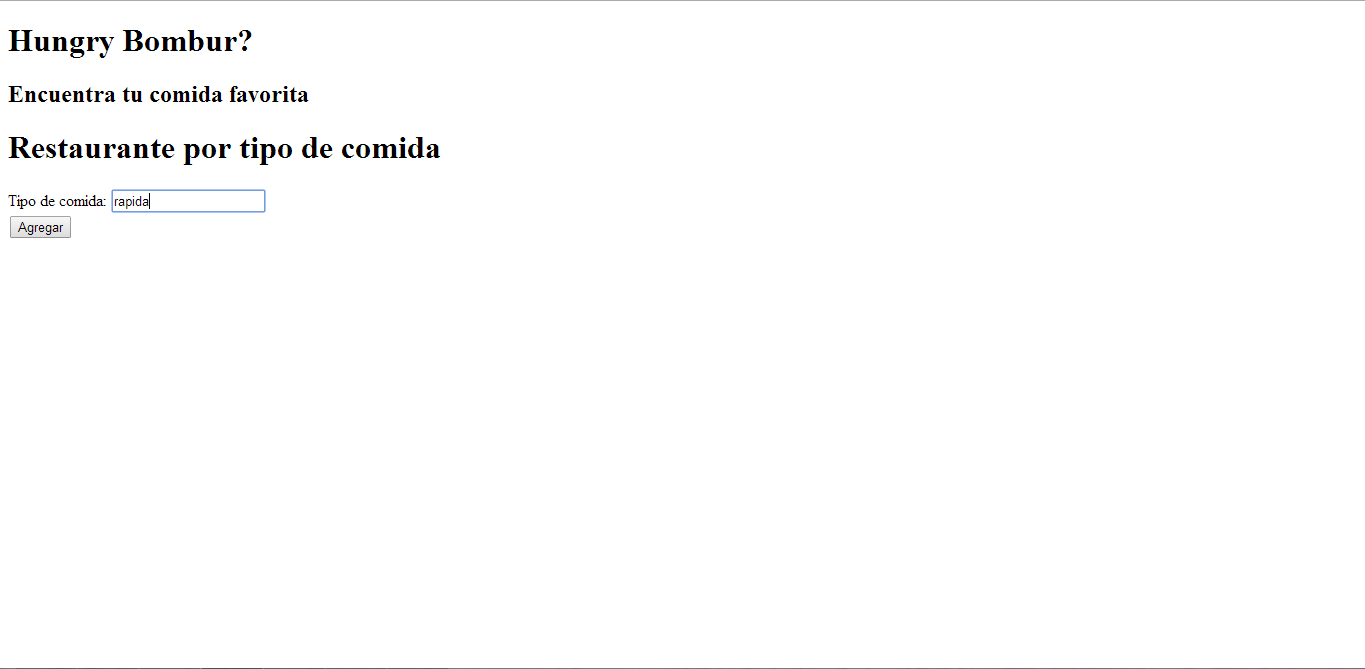 Hungry Bombur?
Encuentra tu comida favorita
Restaurante por tipo de comida
Tipo de comida: rapida
Agregar